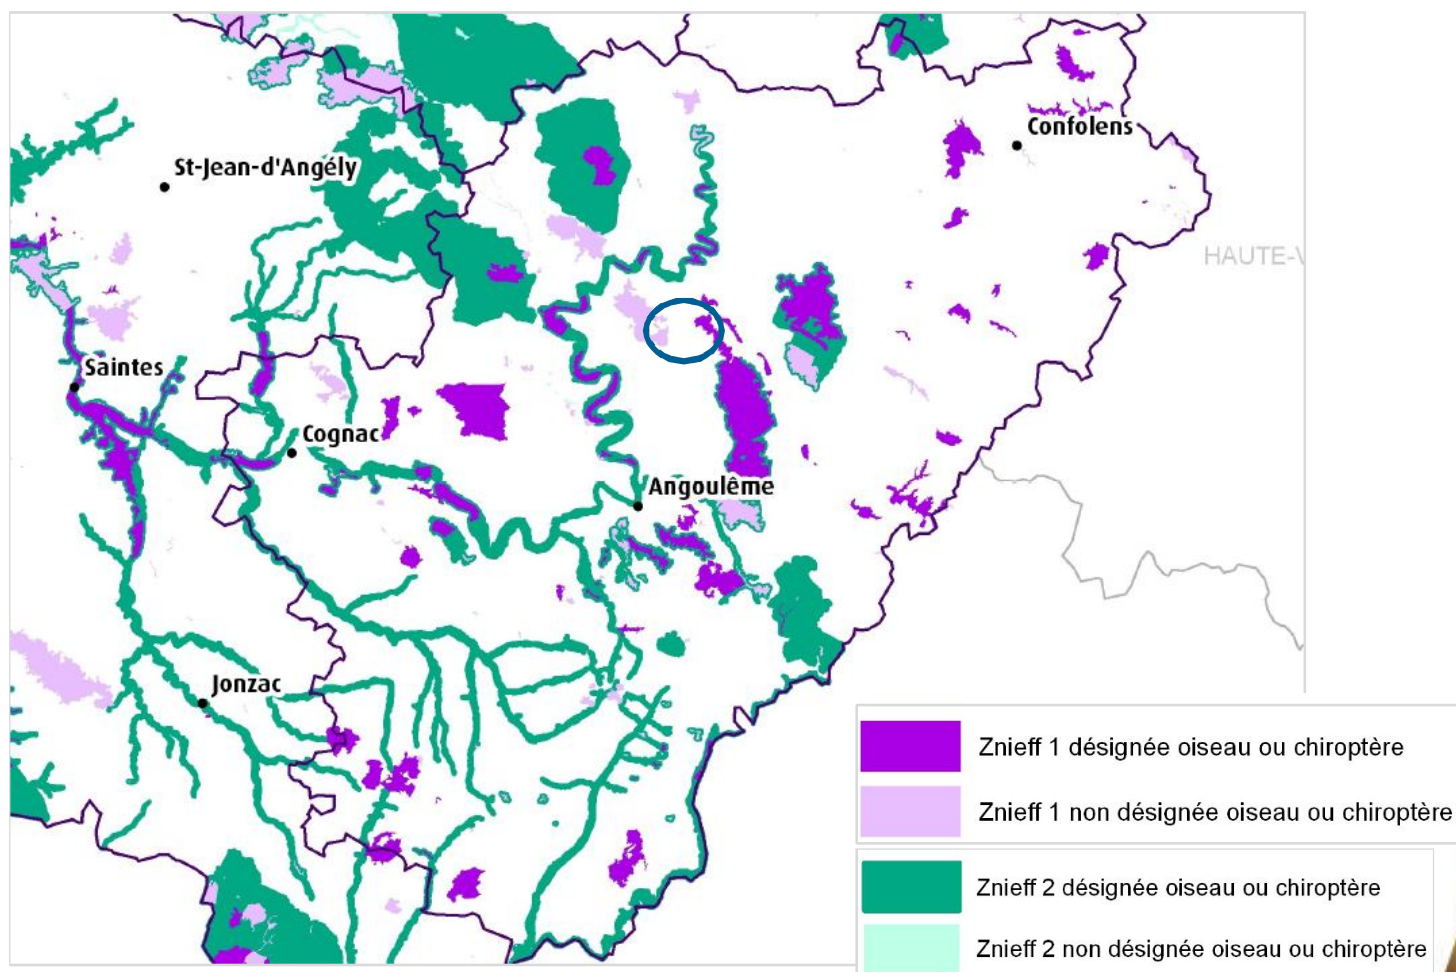 Confolens
St-Jean-d'Angély
HAUTE-V
Saintes
Cognac
Angoulême
Jonzac
Znieff 1 désignée oiseau ou chiroptère
Znieff 1 non désignée oiseau ou chiroptère
Znieff 2 désignée oiseau ou chiroptère
Znieff 2 non désignée oiseau ou chiroptère